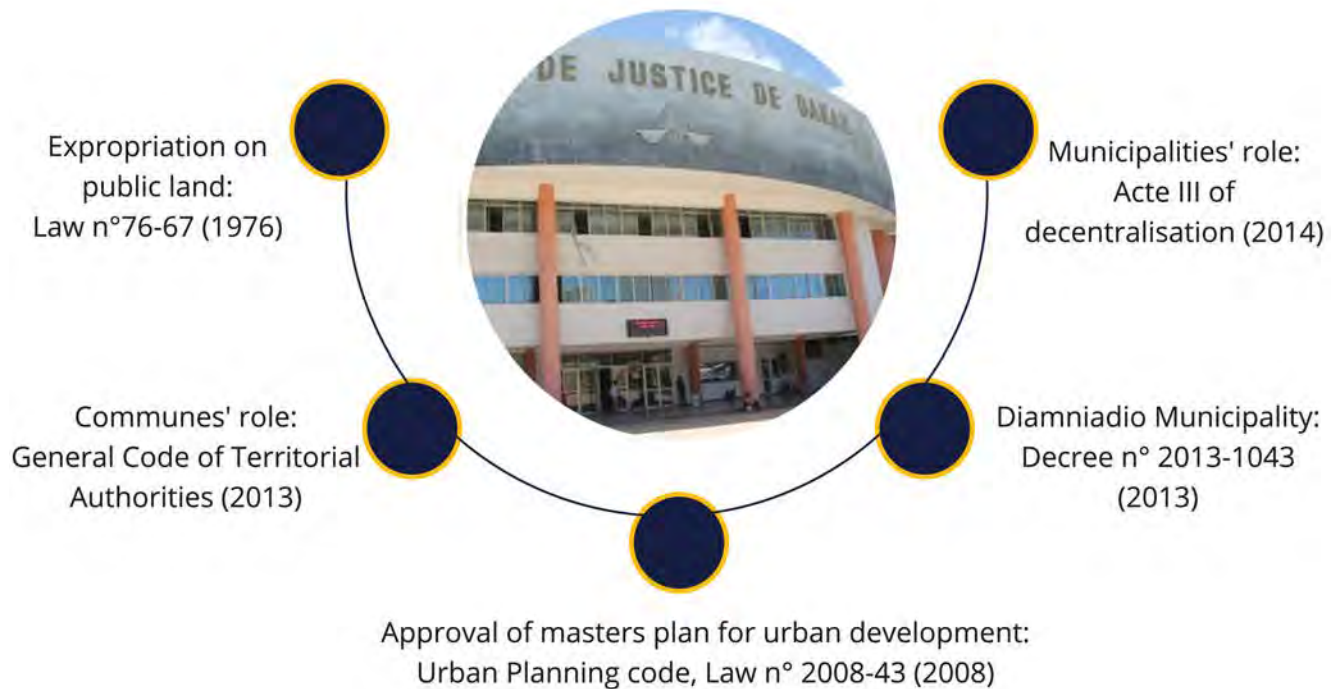 DE JUSTICE DE DAKAR
Expropriation on
public land:
Law n°76-67 (1976)
Municipalities' role:
Acte III of
decentralisation (2014)
Communes' role:
General Code of Territorial
Authorities (2013)
Diamniadio Municipality:
Decree n° 2013-1043
(2013)
Approval of masters plan for urban development:
Urban Planning code, Law n° 2008-43 (2008)